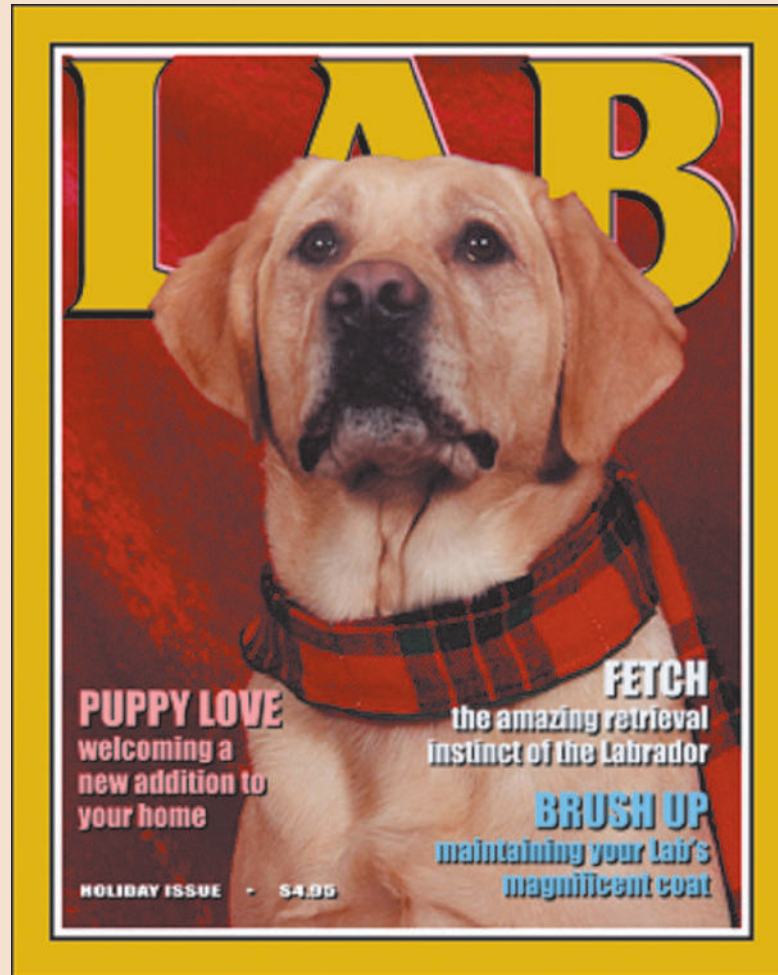 LAB
PUPPY LOVE
welcoming a
new addition to
your home
FETCH
the amazing retrieval
instinct of the Labrador
BRUSH UP
maintaining your Lab's
magnificent coat
HOLIDAY ISSUE - $4.95